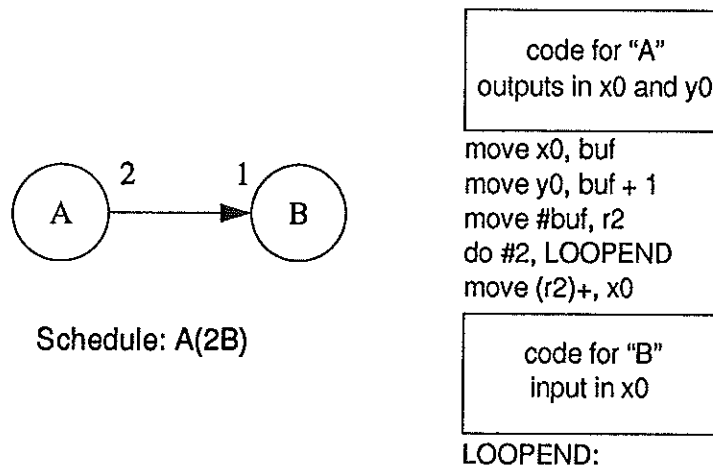 2
1
A
B
Schedule: A(2B)
code for “A”
outputs in x0 and y0
move x0, buf
move y0, buf + 1
move #buf, r2
do #2, LOOPEND
move (r2)+, x0
code for “B”
input in x0
LOOPEND: